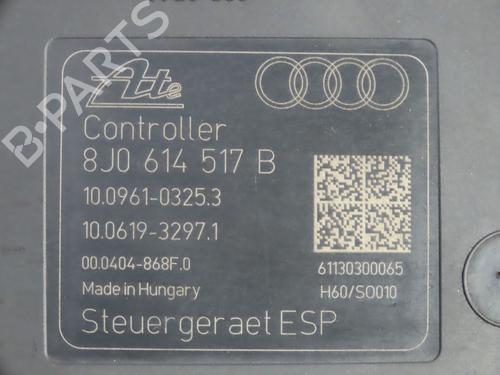 Ate
Controller
8J0 614 517 B
10.0961-0325.3
10.0619-3297.1
00.0404-868F.0
61130300065
Made in Hungary
H60/SO010
Steuergeraet ESP
B-PARTS